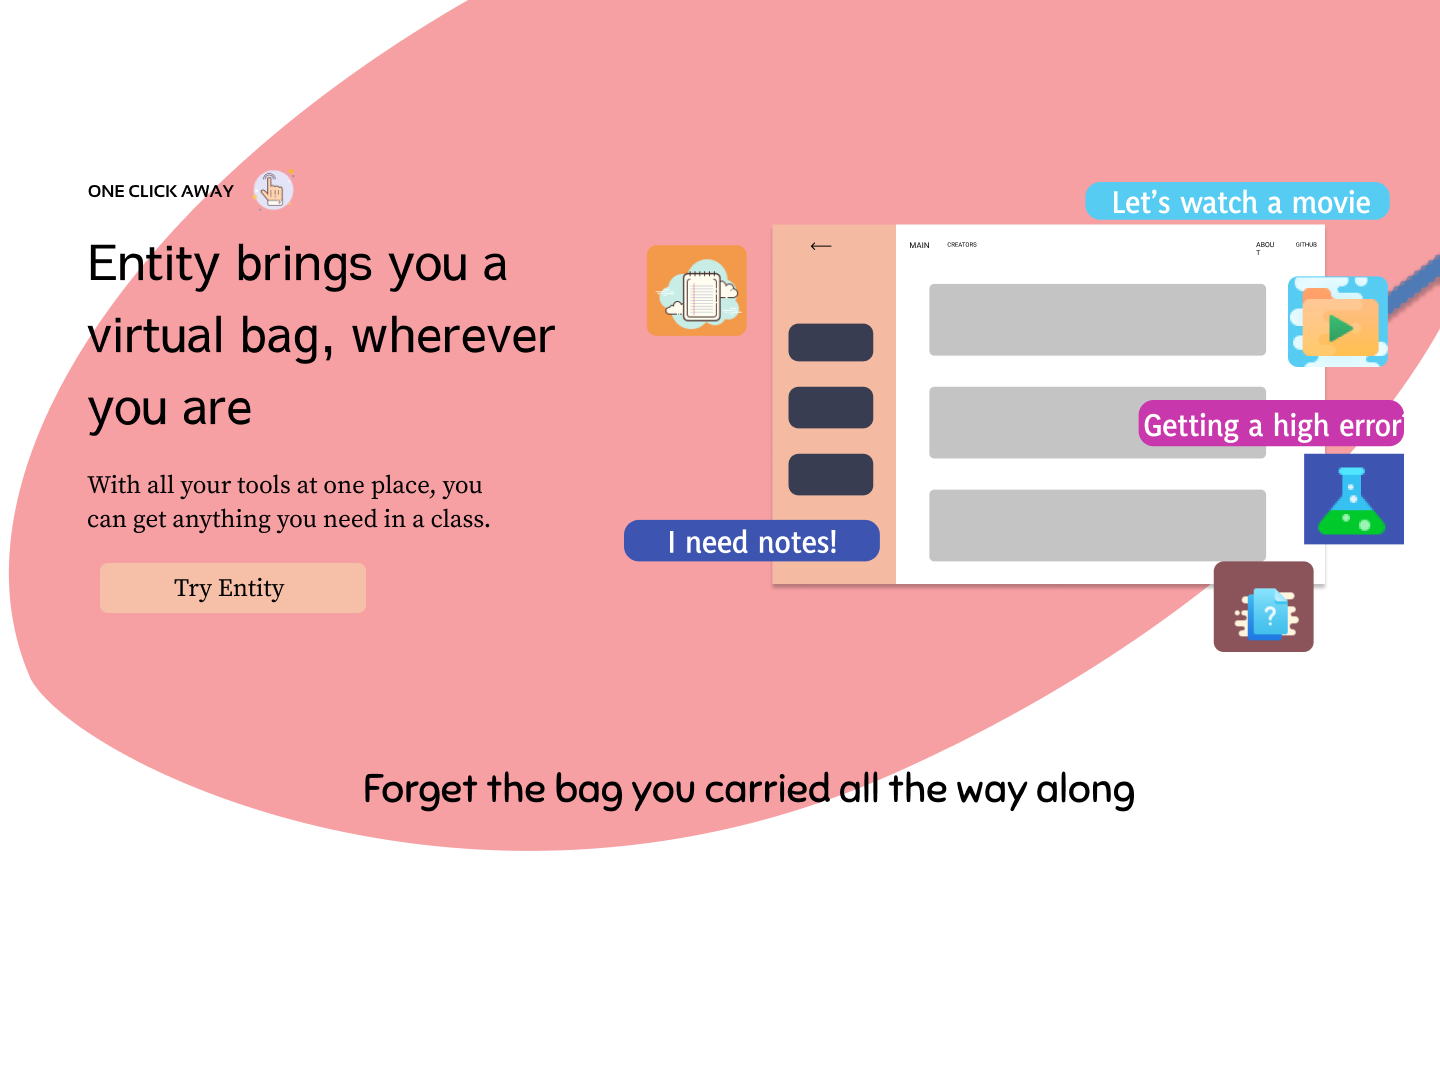 ONE CLICK AWAY
Entity brings you a
virtual bag, wherever
you are
With all your tools at one place, you
can get anything you need in a class.
Try Entity
Let's watch a movie
MAIN
CREATORS
ABOU
T
GITHUB
Getting a high error
I need notes!
?
Forget the bag you carried all the way along